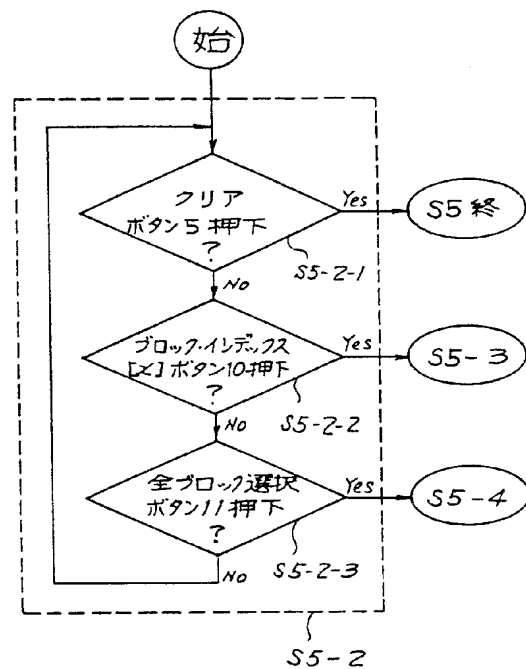 始
クリア
ボタン5押下
?
Yes
S5終
S5-2-1
No
ブロック・インデックス
[X]ボタン10押下
?
Yes
S5-3
S5-2-2
No
全ブロック選択
ボタン11押下
?
Yes
S5-4
S5-2-3
No
S5-2